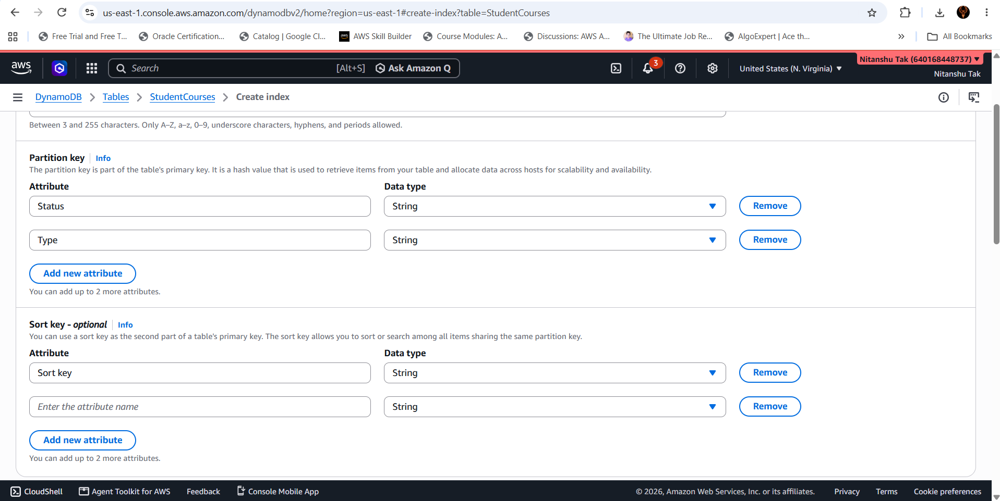 us-east-1.console.aws.amazon.com/dynamodbv2/home?region=us-east-1#create-index?table=StudentCourses
Free Trial and Free T...
Oracle Certification...
Catalog | Google Cl...
aws
AWS Skill Builder
Course Modules: A...
Discussions: AWS A...
The Ultimate Job Re...
AlgoExpert | Ace th...
All Bookmarks
aws
Search
[Alt+S]
Ask Amazon Q
3
United States (N. Virginia)
Nitanshu Tak (640168448737)
Nitanshu Tak
DynamoDB
Tables
StudentCourses
Create index
Between 3 and 255 characters. Only A–Z, a–z, 0–9, underscore characters, hyphens, and periods allowed.
Partition key
Info
The partition key is part of the table's primary key. It is a hash value that is used to retrieve items from your table and allocate data across hosts for scalability and availability.
Attribute
Data type
Status
String
Remove
Type
String
Remove
Add new attribute
You can add up to 2 more attributes.
Sort key - optional
Info
You can use a sort key as the second part of a table's primary key. The sort key allows you to sort or search among all items sharing the same partition key.
Attribute
Data type
Sort key
String
Remove
Enter the attribute name
String
Remove
Add new attribute
You can add up to 2 more attributes.
CloudShell
Agent Toolkit for AWS
Feedback
Console Mobile App
© 2026, Amazon Web Services, Inc. or its affiliates.
Privacy
Terms
Cookie preferences